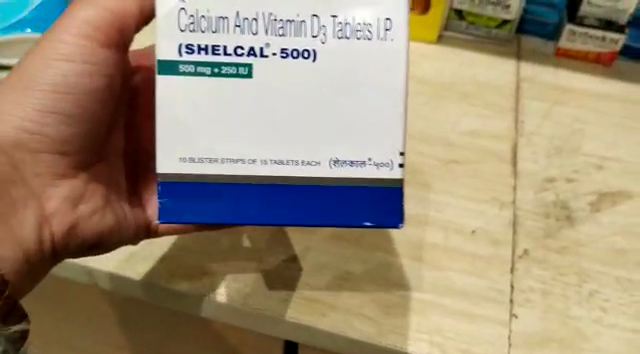 Calcium And Vitamin D3 Tablets I.P.
(SHELCAL®-500)
500 mg + 250 IU
10 BLISTER STRIPS OF 15 TABLETS EACH (शेलकाल®-५००)